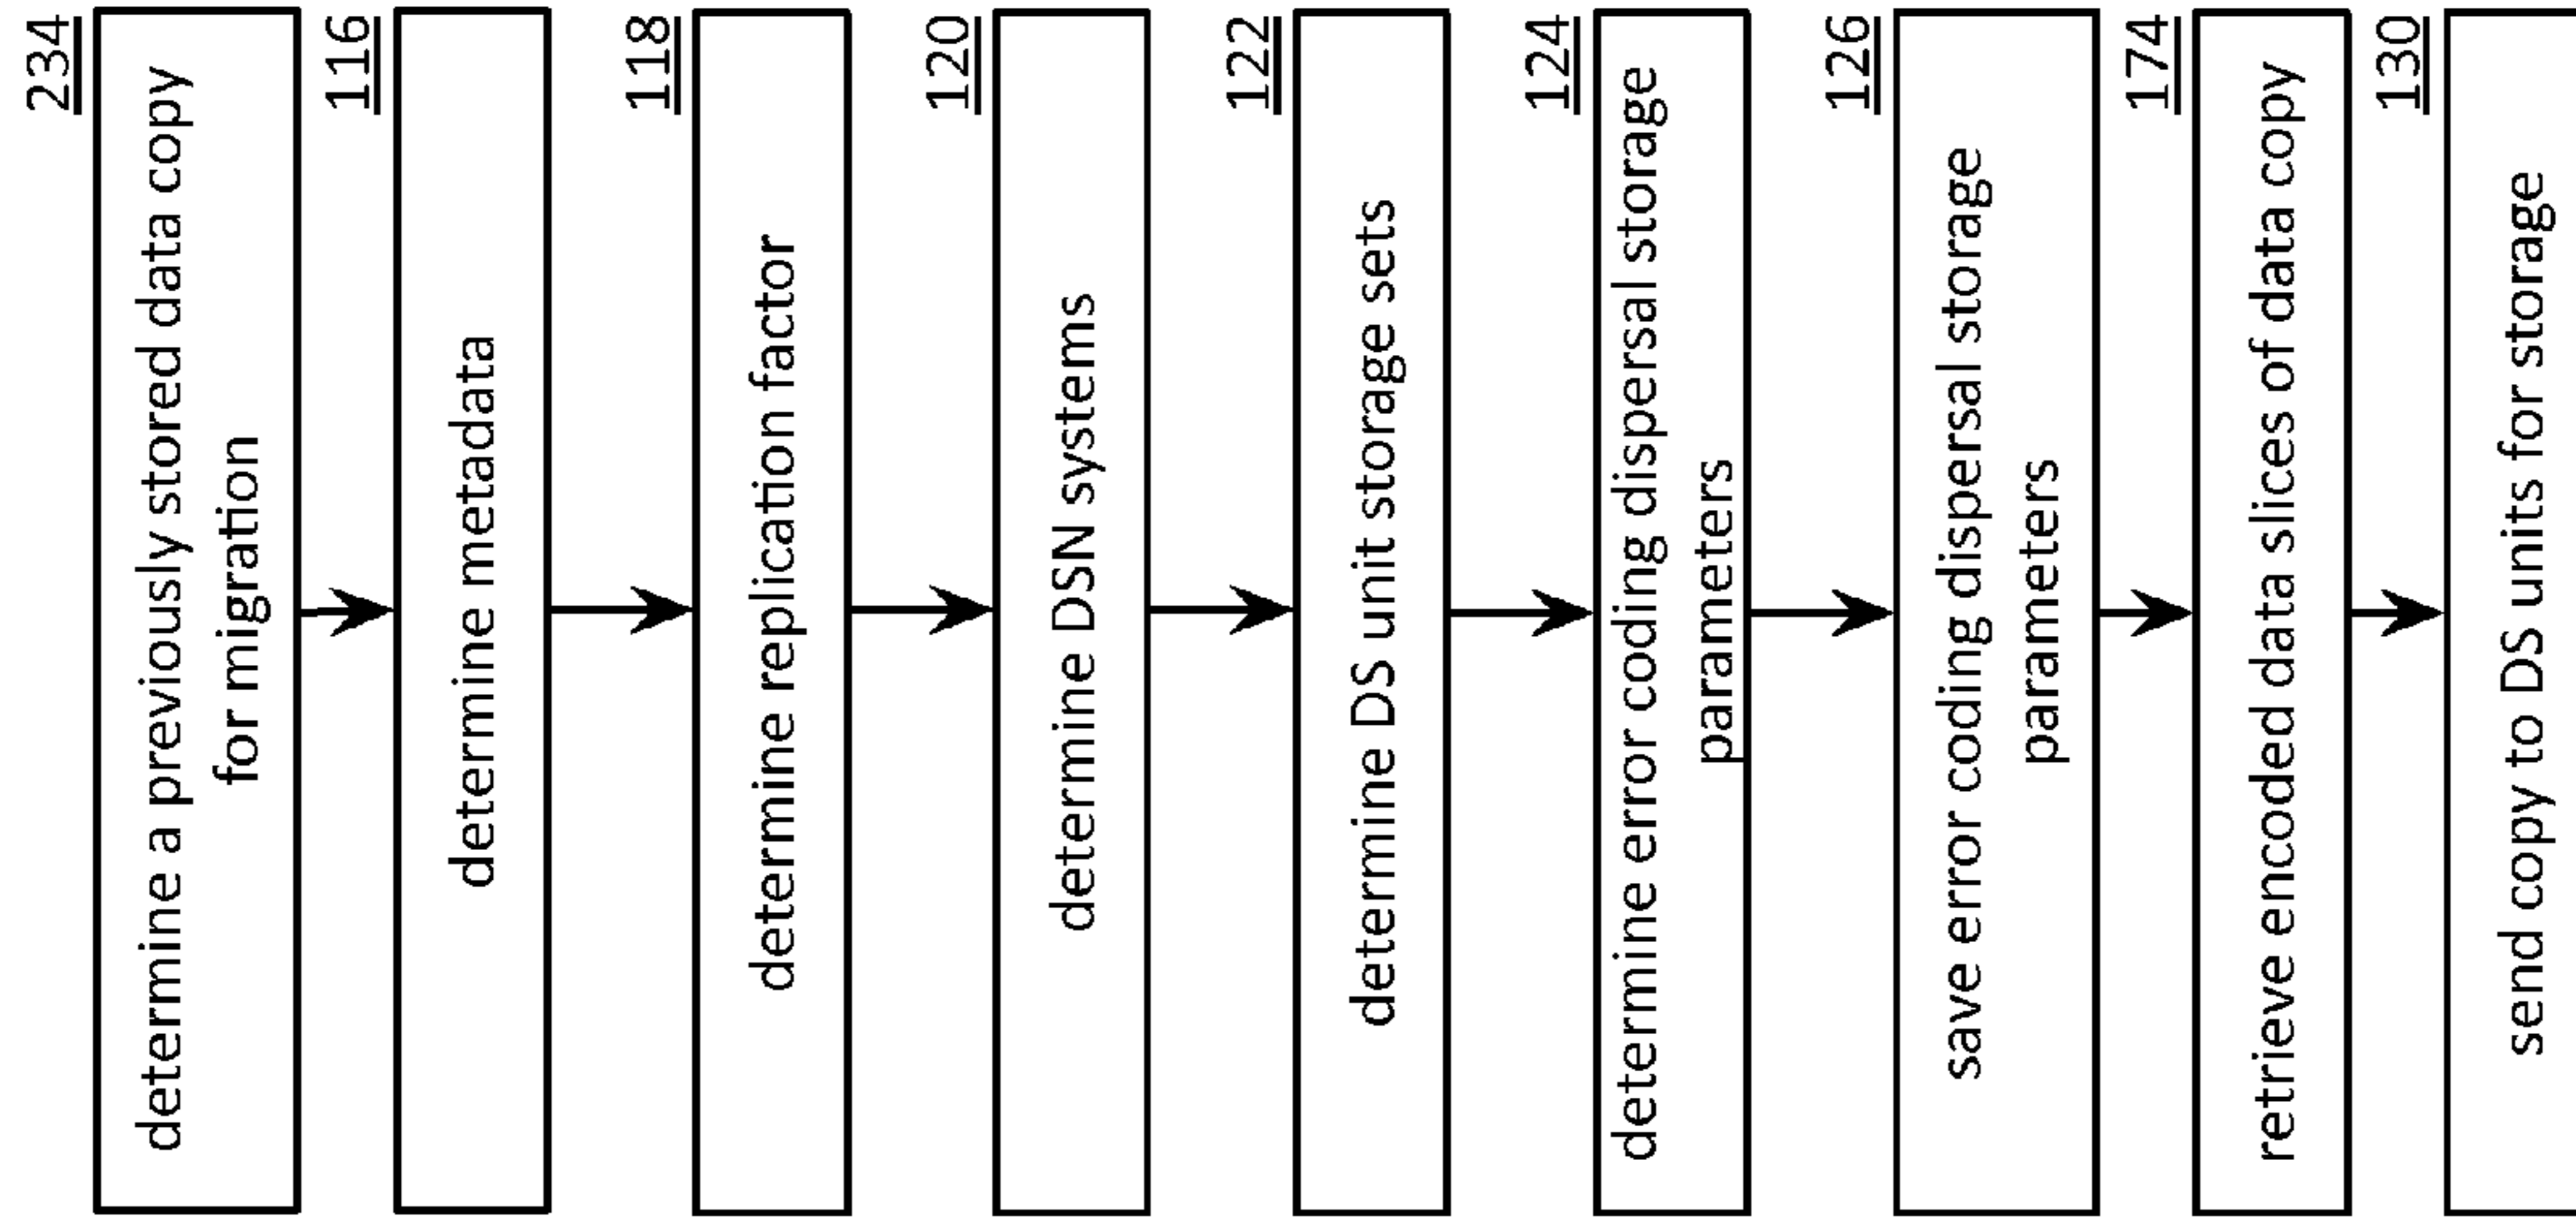 234
determine a previously stored data copy
for migration
116
determine metadata
118
determine replication factor
120
determine DSN systems
122
determine DS unit storage sets
124
determine error coding dispersal storage
parameters
126
save error coding dispersal storage
parameters
174
retrieve encoded data slices of data copy
130
send copy to DS units for storage